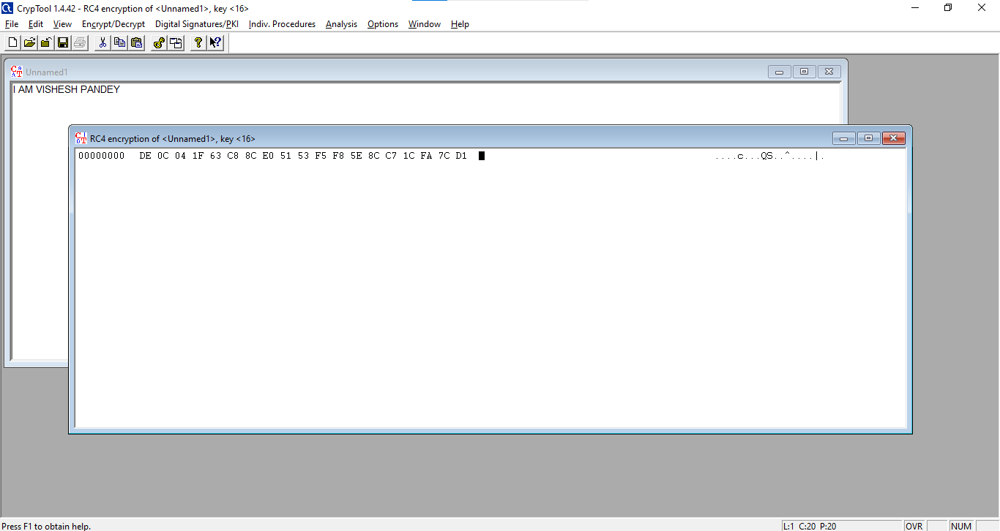 CrypTool 1.4.42 - RC4 encryption of <Unnamed1>, key <16>
File Edit View Encrypt/Decrypt Digital Signatures/PKI Indiv. Procedures Analysis Options Window Help
Unnamed1
I AM VISHESH PANDEY
RC4 encryption of <Unnamed1>, key <16>
00000000 DE 0C 04 1F 63 C8 8C E0 51 53 F5 F8 5E 8C C7 1C FA 7C D1 ....c...QS..^....|.
Press F1 to obtain help. L:1 C:20 P:20 OVR NUM